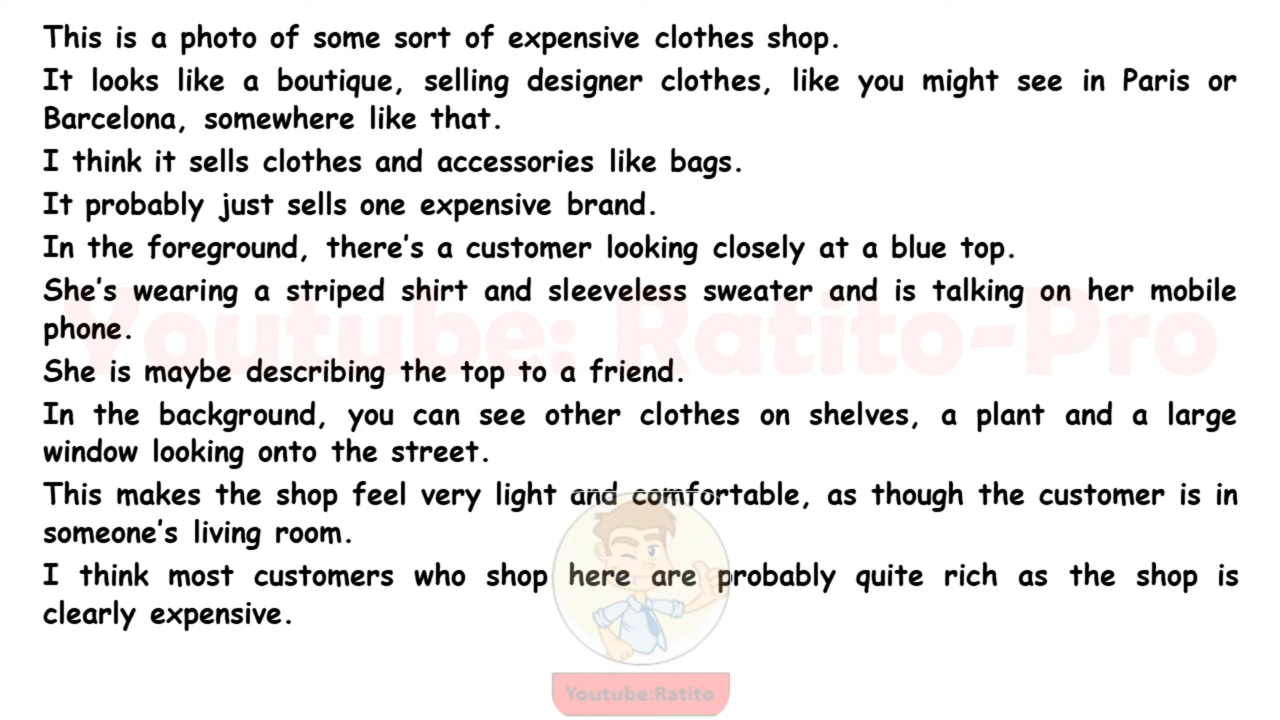 This is a photo of some sort of expensive clothes shop.
It looks like a boutique, selling designer clothes, like you might see in Paris or
Barcelona, somewhere like that.
I think it sells clothes and accessories like bags.
It probably just sells one expensive brand.
In the foreground, there's a customer looking closely at a blue top.
She's wearing a striped shirt and sleeveless sweater and is talking on her mobile
phone.
Youtube: Ratito-Pro
She is maybe describing the top to a friend.
In the background, you can see other clothes on shelves, a plant and a large
window looking onto the street.
This makes the shop feel very light and comfortable, as though the customer is in
someone's living room.
I think most customers who shop here are probably quite rich as the shop is
clearly expensive.
Youtube:Ratito